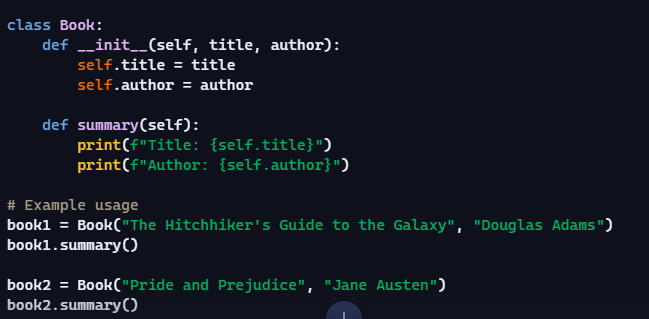 class Book:
    def __init__(self, title, author):
        self.title = title
        self.author = author
    def summary(self):
        print(f"Title: {self.title}")
        print(f"Author: {self.author}")
# Example usage
book1 = Book("The Hitchhiker's Guide to the Galaxy", "Douglas Adams")
book1.summary()
book2 = Book("Pride and Prejudice", "Jane Austen")
book2.summary()